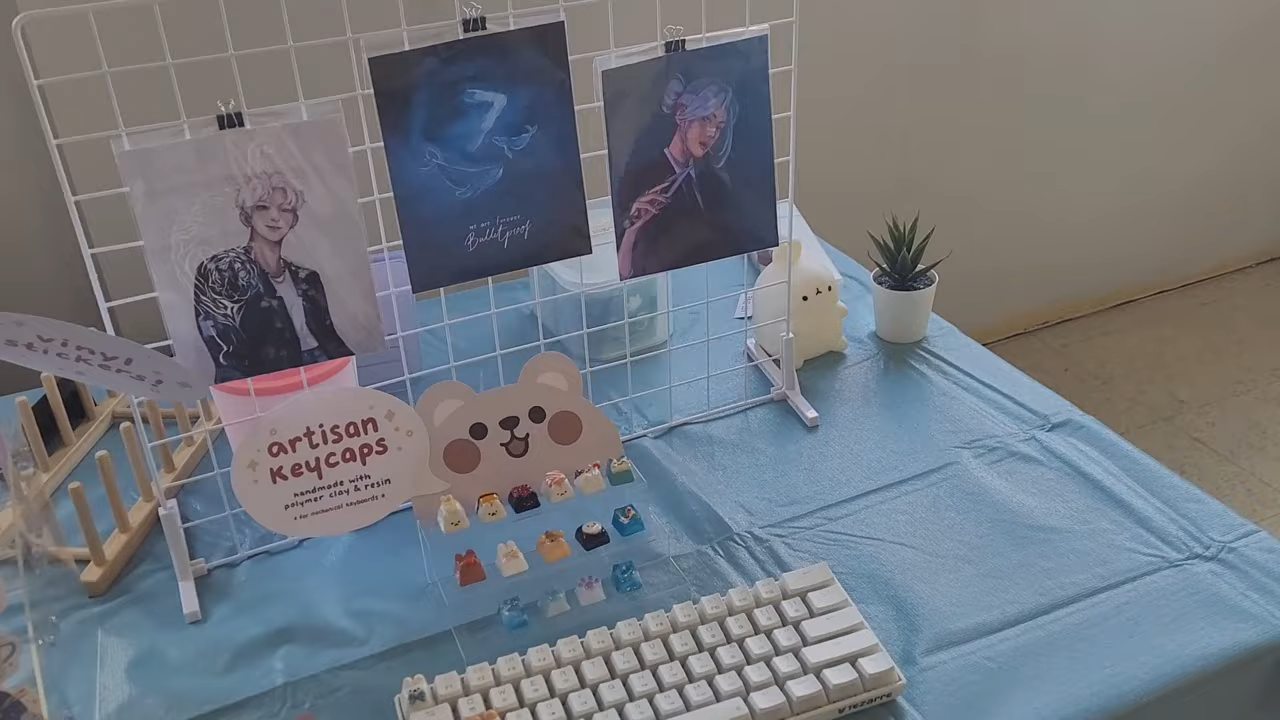 we are forever
Bulletproof
vinyl
stickers!
artisan
keycaps
handmade with
polymer clay & resin
* for mechanical keyboards *
Tezarre